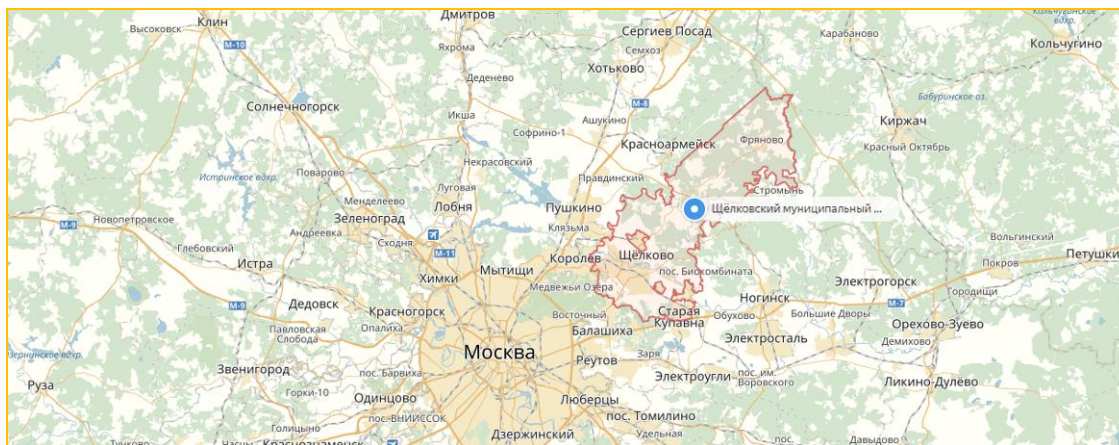 Клин
Высоковск
Дмитров
Яхрома
Сергиев Посад
Семхоз
Карабаново
Кольчугинское
вдхр.
Кольчугино
М-10
Хотьково
Деденево
Солнечногорск
Икша
М-8
Ашукино
Бабуринское оз.
Софрино-1
Киржач
Фряново
Красноармейск
Красный Октябрь
Некрасовский
Истринское вдхр.
Поварово
Правдинский
Луговая
Стромынь
Менделеево
Лобня
Пушкино
Щёлковский муниципальный ...
Новопетровское
М-9
Зеленоград
Андреевка
Клязьма
Вольгинский
Сходня
Глебовский
М-11
Щёлково
Петушки
Истра
Химки
Мытищи
Королёв
пос. Биокомбината
Покров
Электрогорск
Медвежьи Озёра
Городищи
М-9
Дедовск
Ногинск
М-7
Красногорск
Старая
Купавна
Обухово
Большие Дворы
Восточный
Орехово-Зуево
Павловская
Слобода
Опалиха
Балашиха
Электросталь
Демихово
Москва
Реутов
Заря
Руза
Звенигород
пос. Барвиха
Электроугли
пос. им.
Воровского
Ликино-Дулёво
Горки-10
Одинцово
Люберцы
пос. Томилино
пос. ВНИИССОК
Голицыно
Дзержинский
Удельная
Давыдово